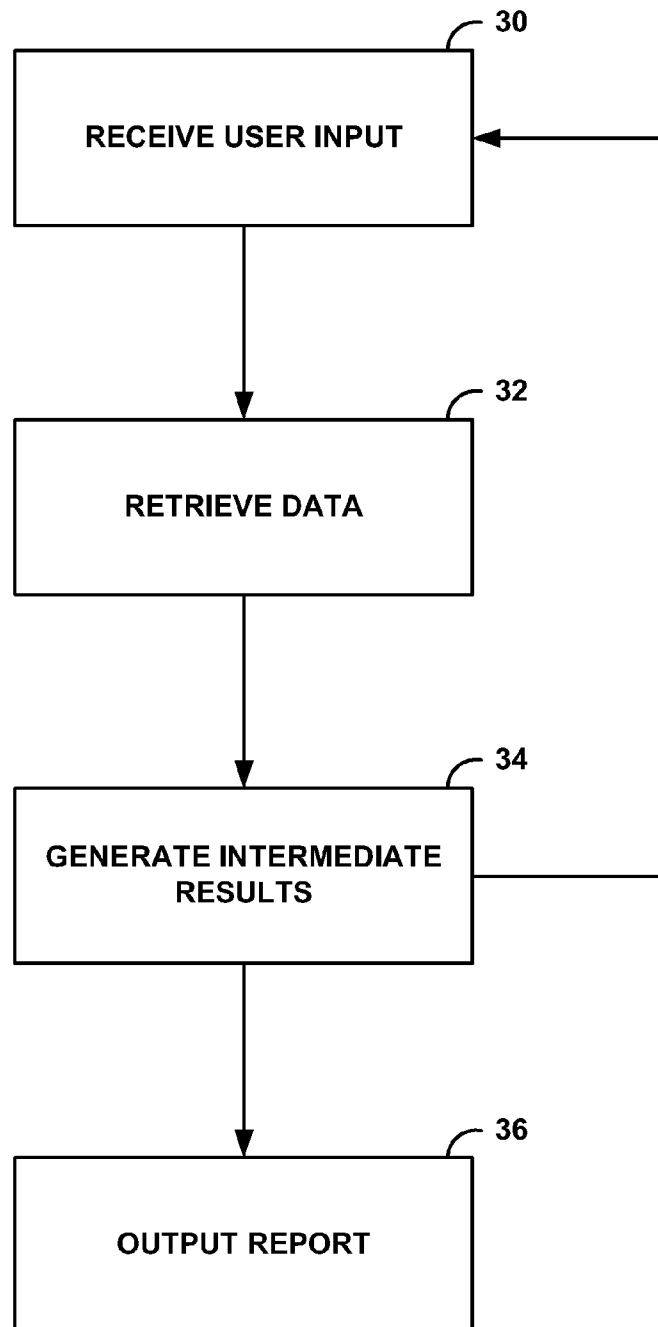 30
RECEIVE USER INPUT
32
RETRIEVE DATA
34
GENERATE INTERMEDIATE
RESULTS
36
OUTPUT REPORT